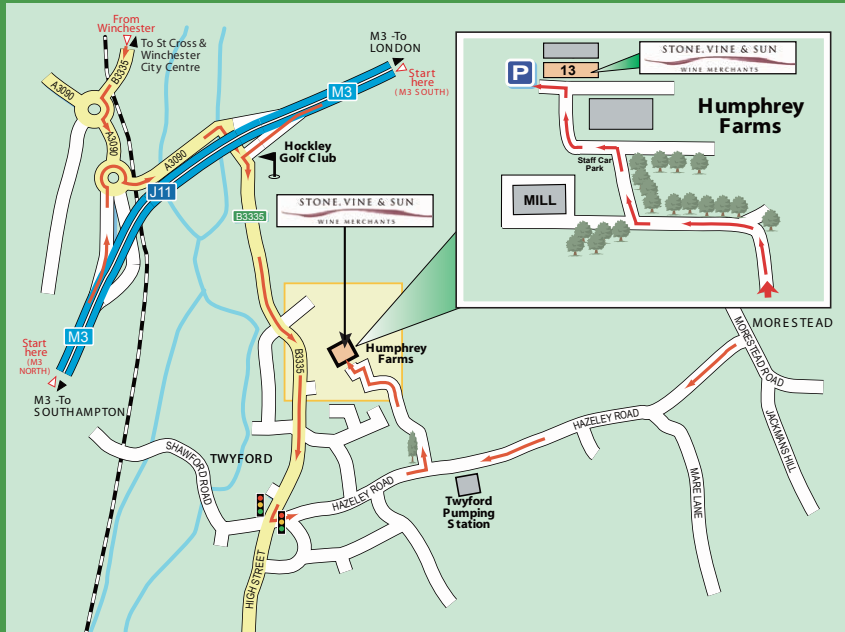 From
Winchester
To St Cross &
Winchester
City Centre
B3335
A3090
A3090
A3090
M3 -To
LONDON
Start
here
(M3 SOUTH)
M3
J11
Hockley
Golf Club
B3335
STONE, VINE & SUN
WINE MERCHANTS
M3
Start
here
(M3
NORTH)
M3 -To
SOUTHAMPTON
B3335
Humphrey
Farms
TWYFORD
SHAWFORD ROAD
HAZELEY ROAD
HIGH STREET
Twyford
Pumping
Station
HAZELEY ROAD
MARE LANE
MORESTEAD
MORESTEAD ROAD
JACKMANS HILL
P
13
STONE, VINE & SUN
WINE MERCHANTS
Humphrey
Farms
Staff Car
Park
MILL